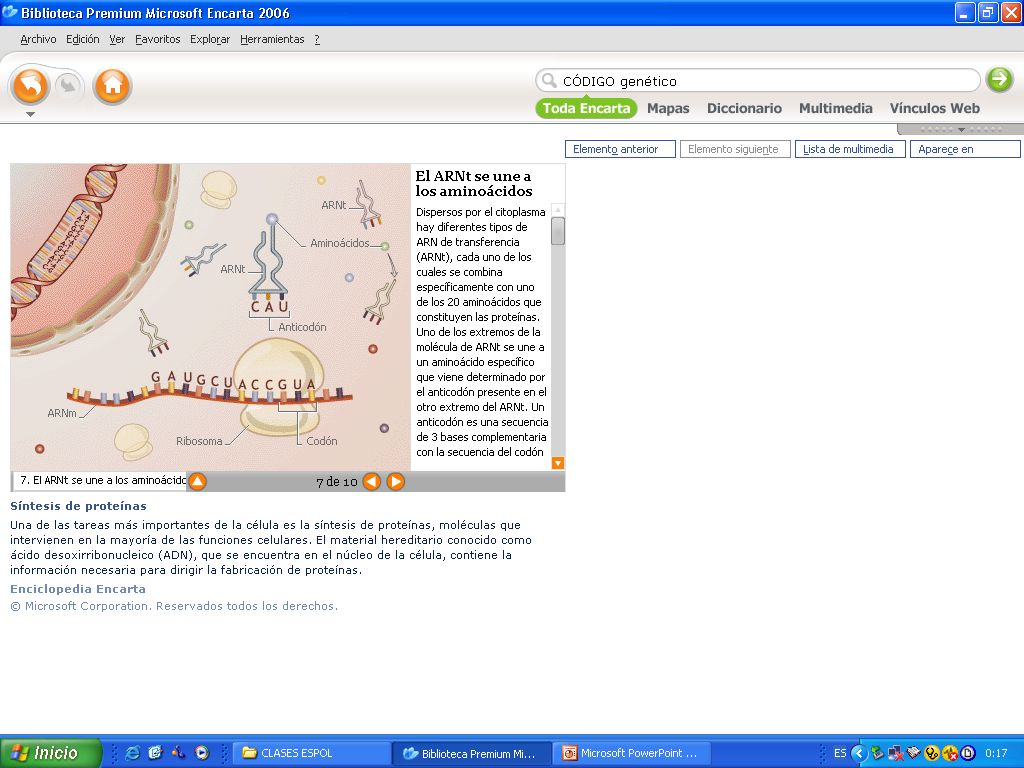 Biblioteca Premium Microsoft Encarta 2006
Archivo Edición Ver Favoritos Explorar Herramientas ?
CÓDIGO genético
Toda Encarta Mapas Diccionario Multimedia Vínculos Web
Elemento anterior Elemento siguiente Lista de multimedia Aparece en
El ARNt se une a
los aminoácidos
Dispersos por el citoplasma
hay diferentes tipos de
ARN de transferencia
(ARNt), cada uno de los
cuales se combina
específicamente con uno
de los 20 aminoácidos que
constituyen las proteínas.
Uno de los extremos de la
molécula de ARNt se une a
un aminoácido específico
que viene determinado por
el anticodón presente en el
otro extremo del ARNt. Un
anticodón es una secuencia
de 3 bases complementaria
con la secuencia del codón
ARNt
Aminoácidos
ARNt
CAU
Anticodón
GAUGCUACCGUA
ARNm
Ribosoma
Codón
7. El ARNt se une a los aminoácido
7 de 10
Síntesis de proteínas
Una de las tareas más importantes de la célula es la síntesis de proteínas, moléculas que
intervienen en la mayoría de las funciones celulares. El material hereditario conocido como
ácido desoxirribonucleico (ADN), que se encuentra en el núcleo de la célula, contiene la
información necesaria para dirigir la fabricación de proteínas.
Enciclopedia Encarta
© Microsoft Corporation. Reservados todos los derechos.
Inicio CLASES ESPOL Biblioteca Premium Mi... Microsoft PowerPoint ... ES 0:17